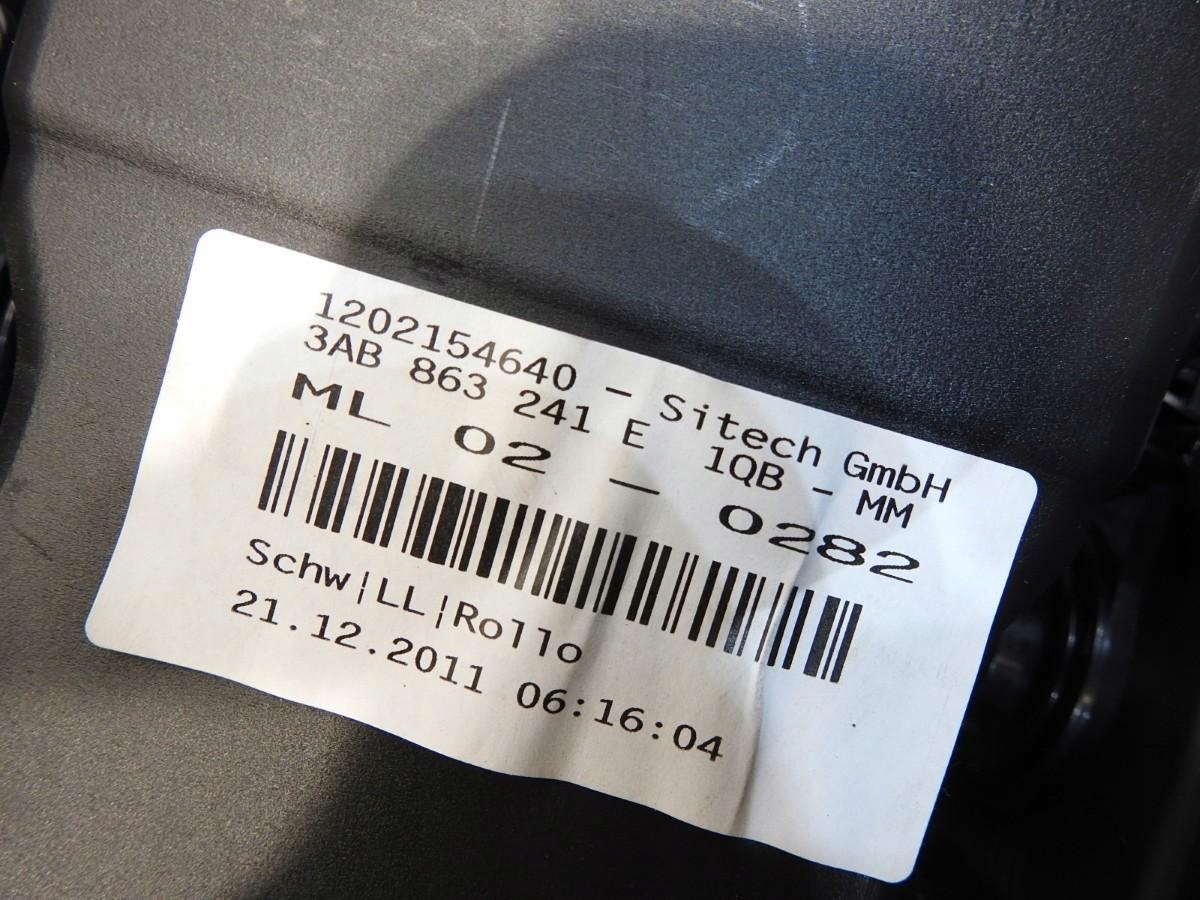 1202154640 - Sitech GmbH
3AB 863 241 E 1QB - MM
ML 02 - 0282
Schw¦LL¦Rollo
21.12.2011 06:16:04